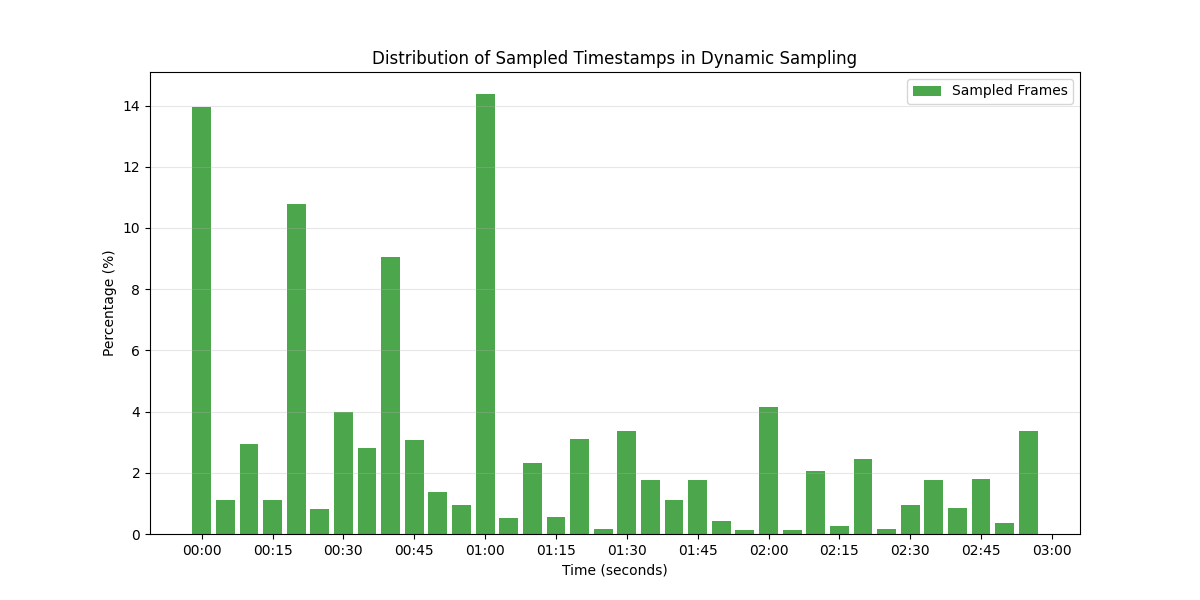 Distribution of Sampled Timestamps in Dynamic Sampling
Sampled Frames
Percentage (%)
14
12
10
8
6
4
2
0
00:00 00:15 00:30 00:45 01:00 01:15 01:30 01:45 02:00 02:15 02:30 02:45 03:00
Time (seconds)